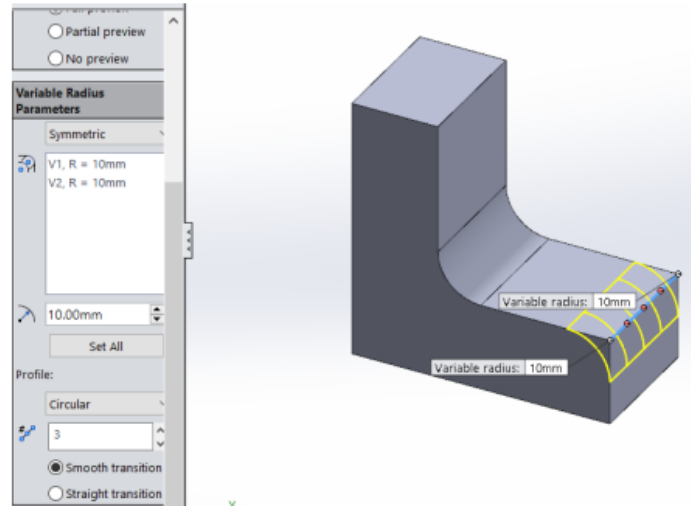 Partial preview
No preview
Variable Radius
Parameters
Symmetric
V1, R = 10mm
V2, R = 10mm
10.00mm
Set All
Profile:
Circular
3
Smooth transition
Straight transition
Variable radius: 10mm
Variable radius: 10mm